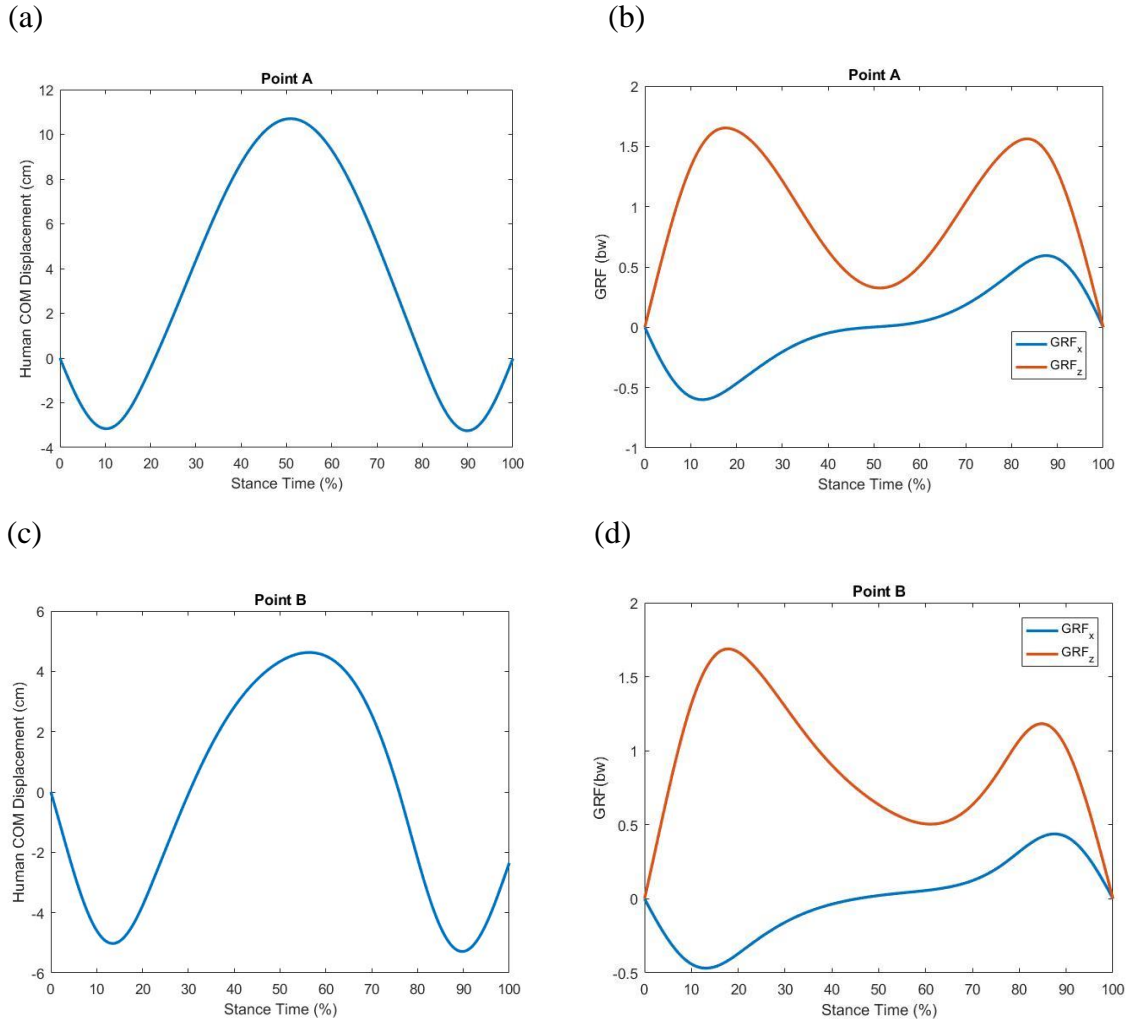 (a)
Point A
Human COM Displacement (cm)
12
10
8
6
4
2
0
-2
-4
0 10 20 30 40 50 60 70 80 90 100
Stance Time (%)
(b)
Point A
GRF (bw)
2
1.5
1
0.5
0
-0.5
-1
GRF_x
GRF_z
0 10 20 30 40 50 60 70 80 90 100
Stance Time (%)
(c)
Point B
Human COM Displacement (cm)
6
4
2
0
-2
-4
-6
0 10 20 30 40 50 60 70 80 90 100
Stance Time (%)
(d)
Point B
GRF(bw)
2
1.5
1
0.5
0
-0.5
GRF_x
GRF_z
0 10 20 30 40 50 60 70 80 90 100
Stance Time (%)